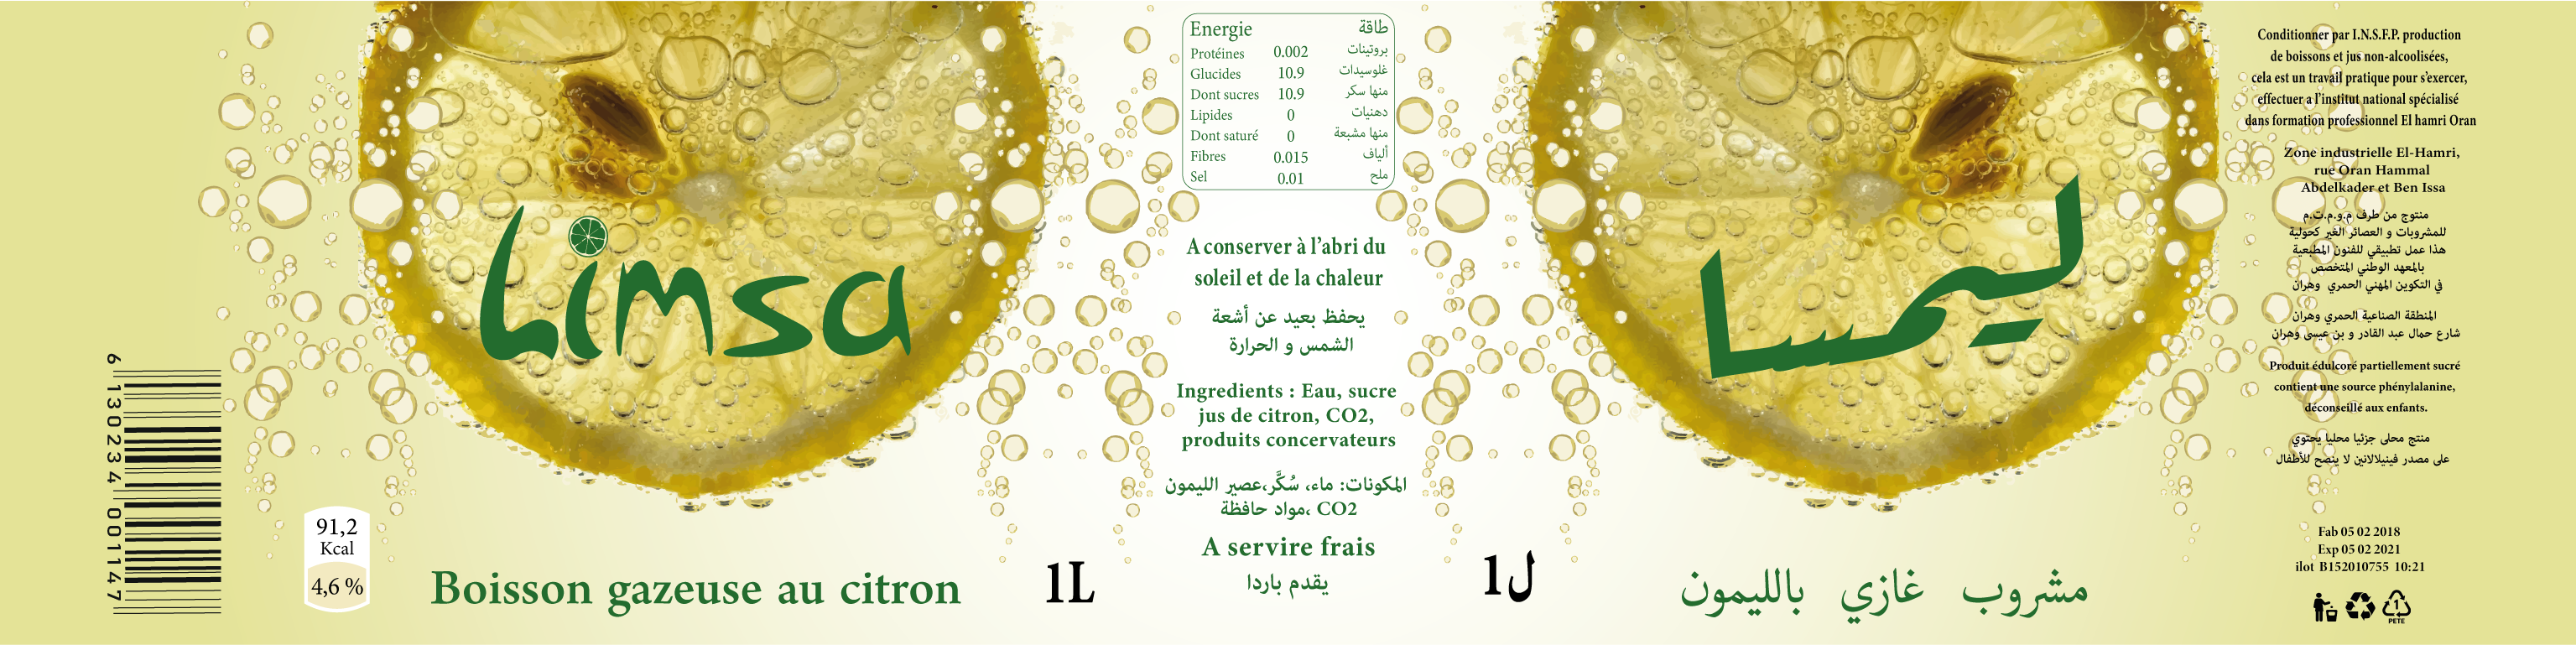 6 130234 001147
91,2
Kcal
4,6 %
Limsa
Boisson gazeuse au citron
1L
Energie طاقة
Protéines 0.002 بروتينات
Glucides 10.9 غلوسيدات
Dont sucres 10.9 منها سكر
Lipides 0 دهنيات
Dont saturé 0 منها مشبعة
Fibres 0.015 ألياف
Sel 0.01 ملح
A conserver à l’abri du
soleil et de la chaleur
يحفظ بعيد عن أشعة
الشمس و الحرارة
Ingredients : Eau, sucre
jus de citron, CO2,
produits concervateurs
المكونات: ماء، سُكَّر،عصير الليمون
CO2 ،مواد حافظة
A servire frais
يقدم باردا
1ل
ليمسا
مشروب غازي بالليمون
Conditionner par I.N.S.F.P. production
de boissons et jus non-alcoolisées,
cela est un travail pratique pour s’exercer,
effectuer a l’institut national spécialisé
dans formation professionnel El hamri Oran
Zone industrielle El-Hamri,
rue Oran Hammal
Abdelkader et Ben Issa
منتوج من طرف م.و.م.ت.م
للمشروبات و العصائر الغير كحولية
هذا عمل تطبيقي للفنون المطبعية
بالمعهد الوطني المتخصص
في التكوين المهني الحمري وهران
المنطقة الصناعية الحمري وهران
شارع حمال عبد القادر و بن عيسى وهران
Produit édulcoré partiellement sucré
contient une source phénylalanine,
déconseillé aux enfants.
منتج محلى جزئيا محليا يحتوي
على مصدر فينيلالانين لا ينصح للأطفال
Fab 05 02 2018
Exp 05 02 2021
ilot B152010755 10:21
1
PETE